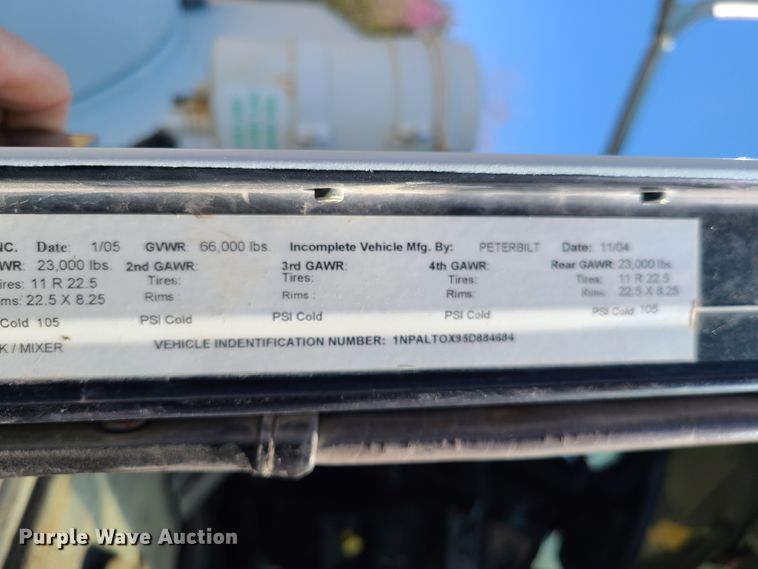 NC. Date: 1/05 GVWR: 66,000 lbs. Incomplete Vehicle Mfg. By: PETERBILT Date: 11/04
WR: 23,000 lbs. 2nd GAWR: 3rd GAWR: 4th GAWR: Rear GAWR: 23,000 lbs.
ires: 11 R 22.5 Tires: Tires: Tires: Tires: 11 R 22.5
ims: 22.5 X 8.25 Rims : Rims : Rims : Rims: 22.5 X 8.25
Cold 105 PSI Cold PSI Cold PSI Cold PSI Cold 105
K / MIXER VEHICLE INDENTIFICATION NUMBER: 1NPALTOX95D884684
Purple Wave Auction